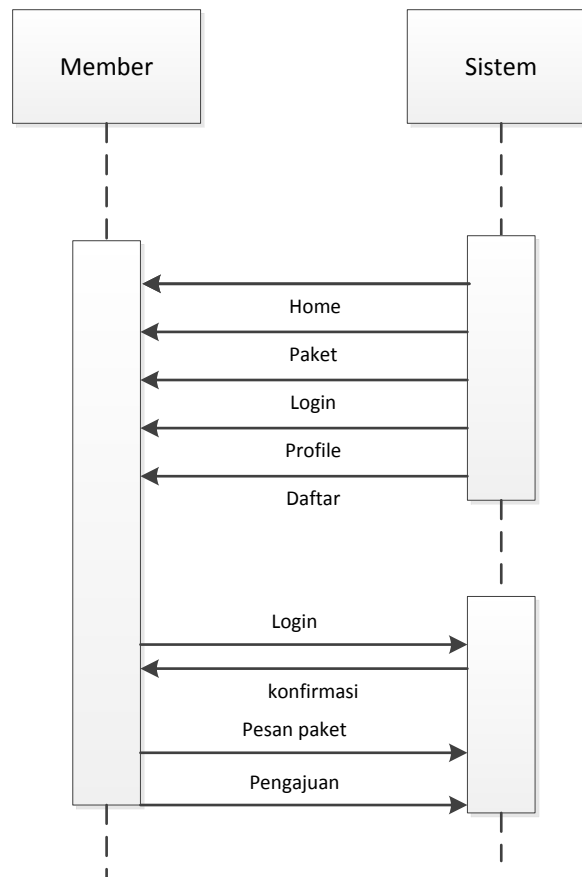 Member
Sistem
Home
Paket
Login
Profile
Daftar
Login
konfirmasi
Pesan paket
Pengajuan